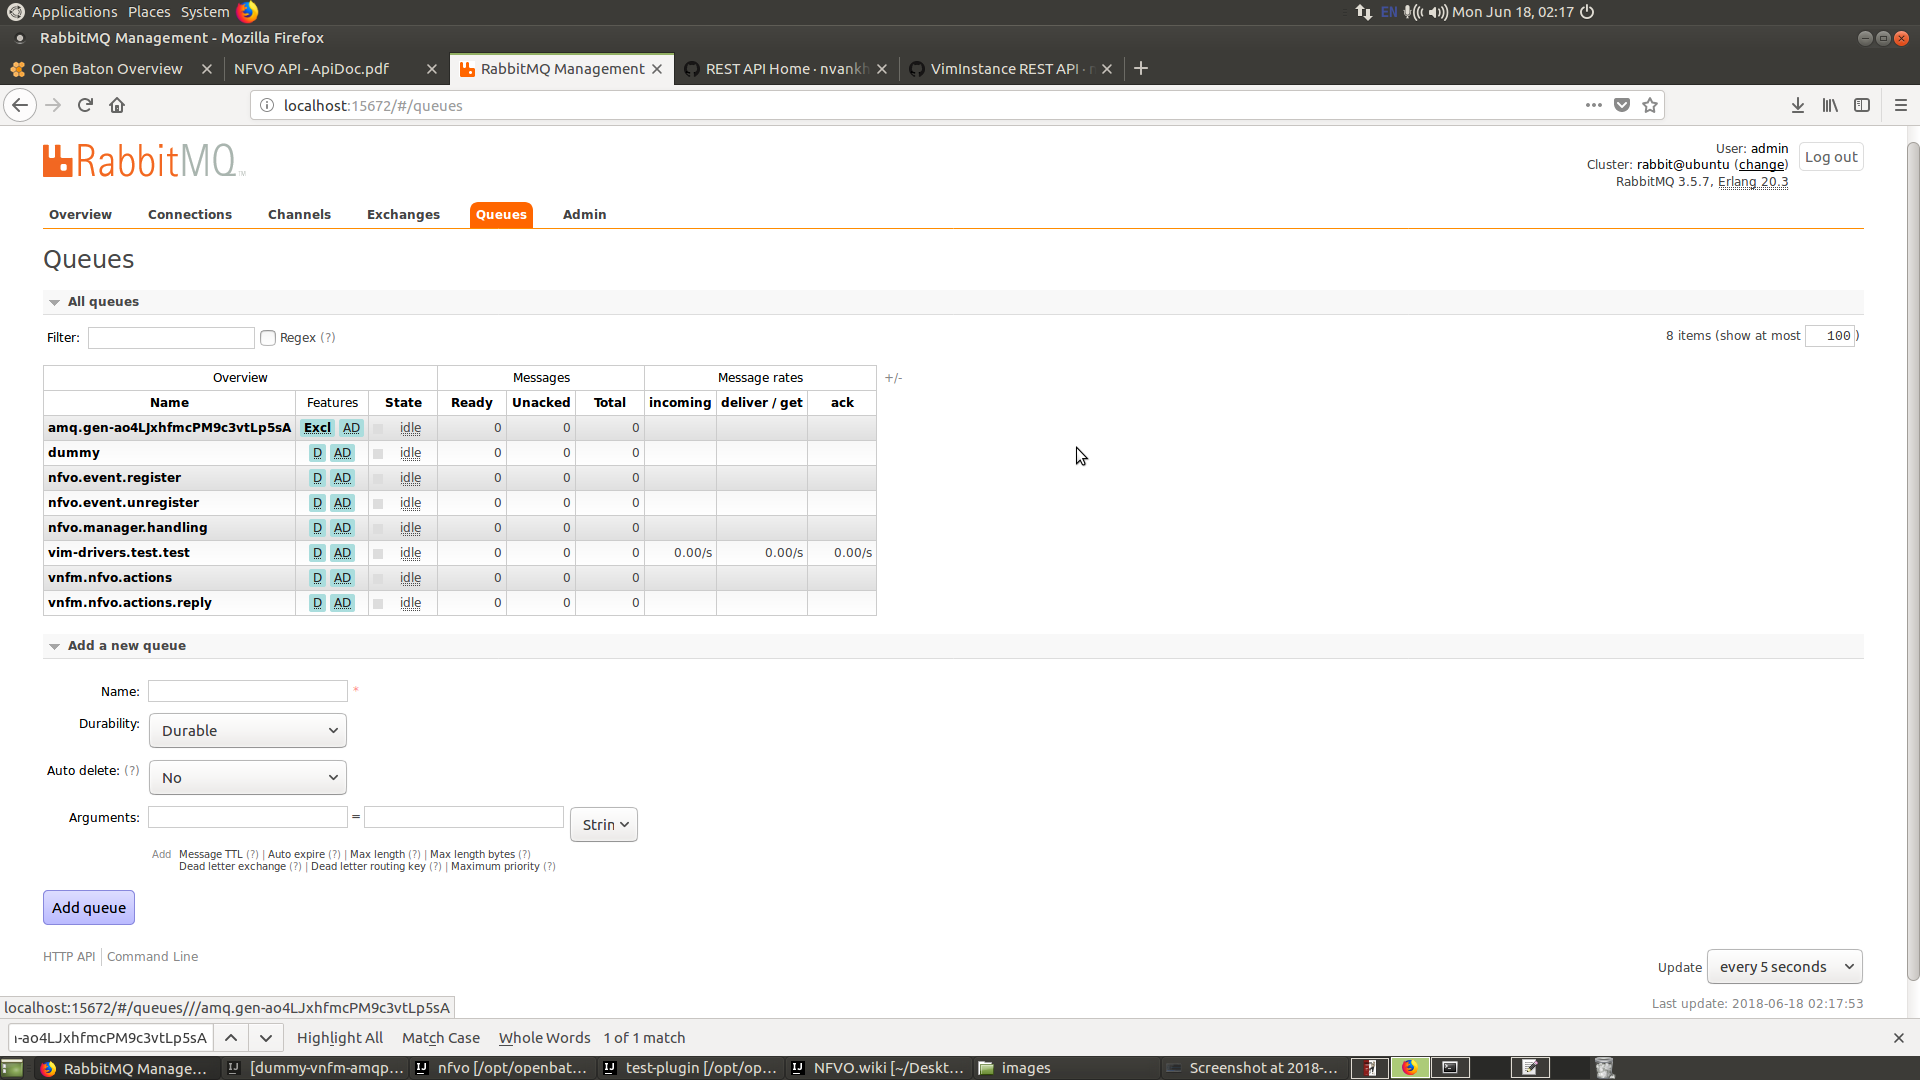 Applications Places System EN Mon Jun 18, 02:17
RabbitMQ Management - Mozilla Firefox
Open Baton Overview NFVO API - ApiDoc.pdf RabbitMQ Management REST API Home · nvankh VimInstance REST API ·
localhost:15672/#/queues
RabbitMQ
User: admin
Cluster: rabbit@ubuntu (change)
RabbitMQ 3.5.7, Erlang 20.3
Log out
Overview Connections Channels Exchanges Queues Admin
Queues
All queues
Filter: Regex (?) 8 items (show at most 100 )
Overview Messages Message rates +/-
Name Features State Ready Unacked Total incoming deliver / get ack
amq.gen-ao4LJxhfmcPM9c3vtLp5sA Excl AD idle 0 0 0
dummy D AD idle 0 0 0
nfvo.event.register D AD idle 0 0 0
nfvo.event.unregister D AD idle 0 0 0
nfvo.manager.handling D AD idle 0 0 0
vim-drivers.test.test D AD idle 0 0 0 0.00/s 0.00/s 0.00/s
vnfm.nfvo.actions D AD idle 0 0 0
vnfm.nfvo.actions.reply D AD idle 0 0 0
Add a new queue
Name: *
Durability: Durable
Auto delete: (?) No
Arguments: = Strin
Add Message TTL (?) | Auto expire (?) | Max length (?) | Max length bytes (?)
Dead letter exchange (?) | Dead letter routing key (?) | Maximum priority (?)
Add queue
HTTP API Command Line
Update every 5 seconds
localhost:15672/#/queues///amq.gen-ao4LJxhfmcPM9c3vtLp5sA
Last update: 2018-06-18 02:17:53
-ao4LJxhfmcPM9c3vtLp5sA Highlight All Match Case Whole Words 1 of 1 match
RabbitMQ Manage... [dummy-vnfm-amqp... nfvo [/opt/openbat... test-plugin [/opt/op... NFVO.wiki [~/Deskt... images Screenshot at 2018-...